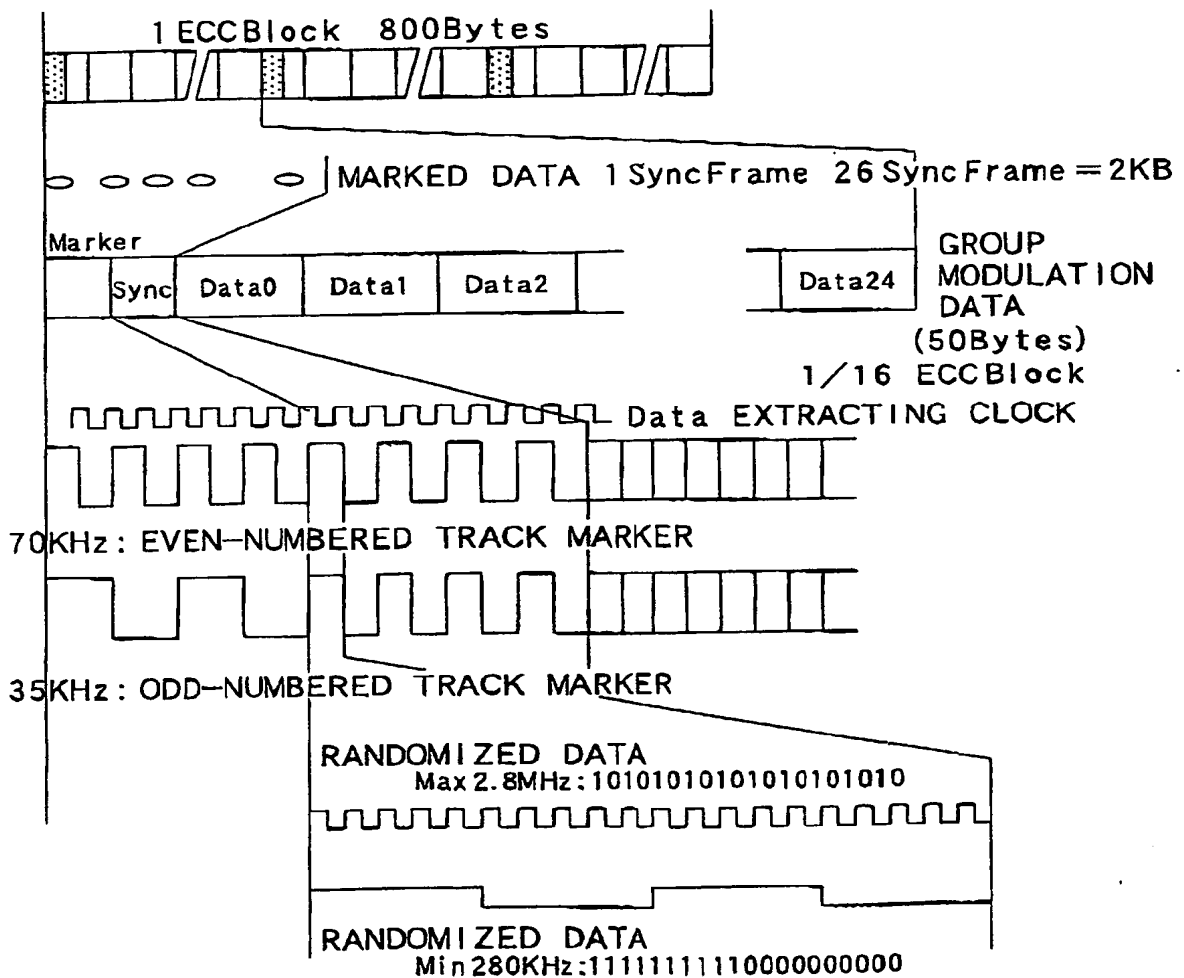 1 ECCBlock 800Bytes
MARKED DATA 1 SyncFrame 26 SyncFrame = 2KB
Marker
Sync Data0 Data1 Data2 Data24
GROUP
MODULATION
DATA
(50Bytes)
1/16 ECCBlock
Data EXTRACTING CLOCK
70KHz: EVEN-NUMBERED TRACK MARKER
35KHz: ODD-NUMBERED TRACK MARKER
RANDOMIZED DATA
Max 2.8MHz:10101010101010101010
RANDOMIZED DATA
Min 280KHz:11111111110000000000